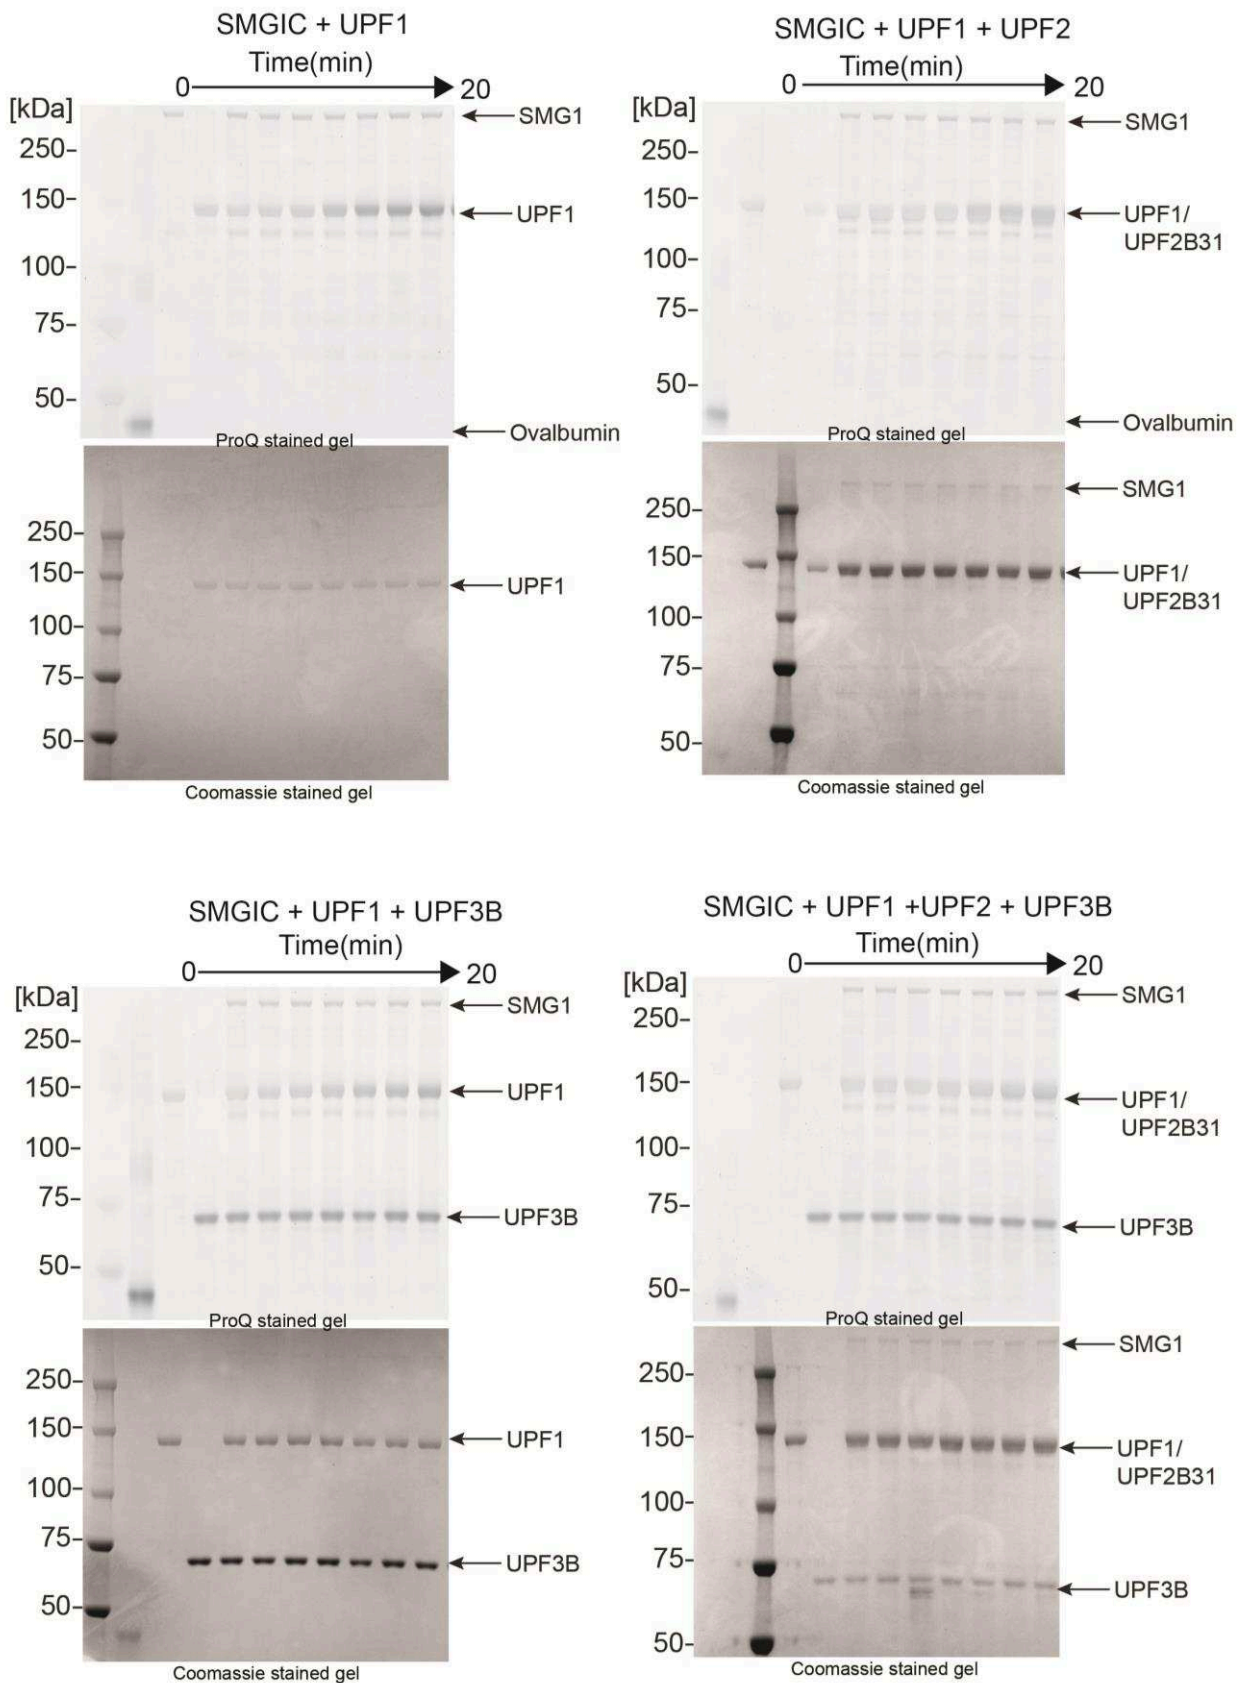 SMGIC + UPF1
Time(min)
0 20
[kDa]
250-
150-
100-
75-
50-
SMG1
UPF1
Ovalbumin
ProQ stained gel
250-
150-
100-
75-
50-
UPF1
Coomassie stained gel
SMGIC + UPF1 + UPF2
Time(min)
0 20
[kDa]
250-
150-
100-
75-
50-
SMG1
UPF1/
UPF2B31
Ovalbumin
ProQ stained gel
250-
150-
100-
75-
50-
SMG1
UPF1/
UPF2B31
Coomassie stained gel
SMGIC + UPF1 + UPF3B
Time(min)
0 20
[kDa]
250-
150-
100-
75-
50-
SMG1
UPF1
UPF3B
ProQ stained gel
250-
150-
100-
75-
50-
UPF1
UPF3B
Coomassie stained gel
SMGIC + UPF1 +UPF2 + UPF3B
Time(min)
0 20
[kDa]
250-
150-
100-
75-
50-
SMG1
UPF1/
UPF2B31
UPF3B
ProQ stained gel
250-
150-
100-
75-
50-
SMG1
UPF1/
UPF2B31
UPF3B
Coomassie stained gel